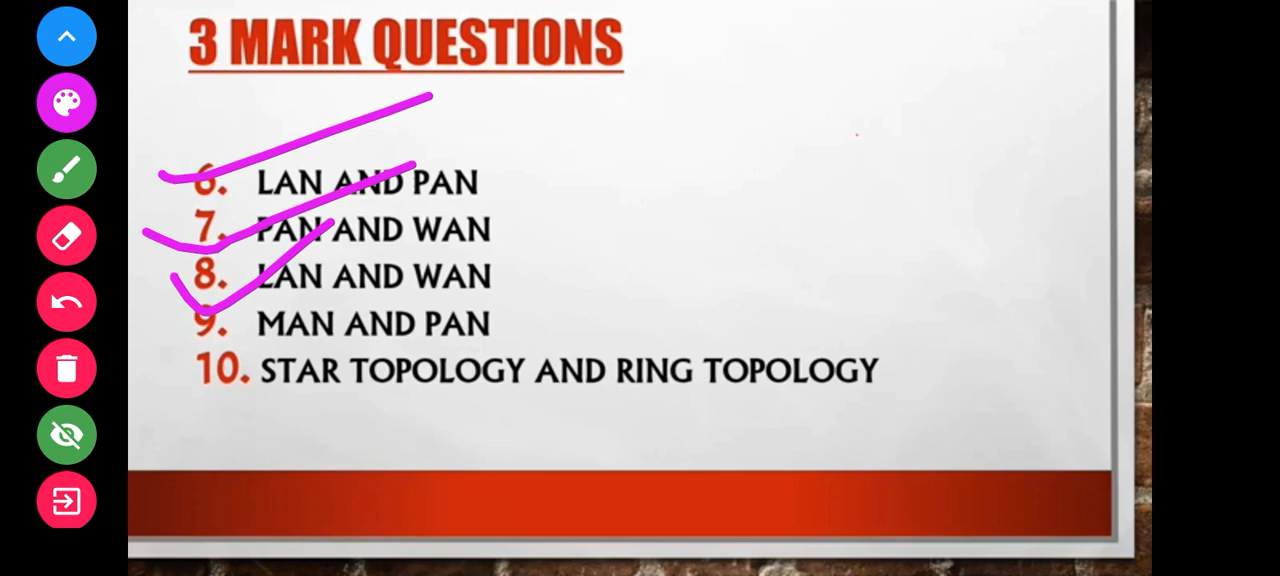 3 MARK QUESTIONS
6. LAN AND PAN
7. PAN AND WAN
8. LAN AND WAN
9. MAN AND PAN
10. STAR TOPOLOGY AND RING TOPOLOGY